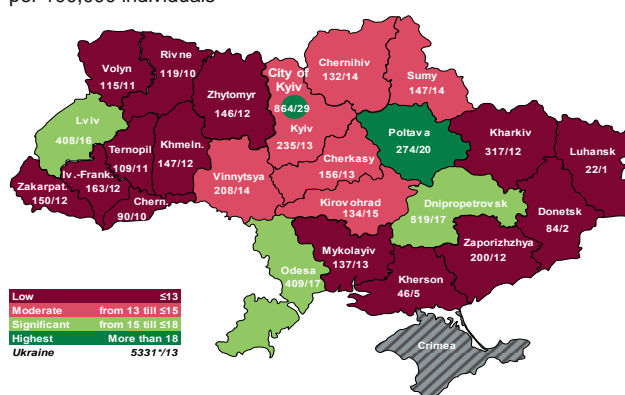 per 100,000 individuals
Volyn
115/11
Rivne
119/10
Zhytomyr
146/12
City of
Kyiv
864/29
Kyiv
235/13
Chernihiv
132/14
Sumy
147/14
Lviv
408/16
Ternopil
109/11
Khmeln.
147/12
Iv.-Frank.
163/12
Zakarpat.
150/12
Chern.
90/10
Vinnytsya
208/14
Cherkasy
156/13
Poltava
274/20
Kharkiv
317/12
Luhansk
22/1
Kirovohrad
134/15
Dnipropetrovsk
519/17
Donetsk
84/2
Zaporizhzhya
200/12
Mykolayiv
137/13
Odesa
409/17
Kherson
46/5
Crimea
Low ≤13
Moderate from 13 till ≤15
Significant from 15 till ≤18
Highest More than 18
Ukraine 5331*/13